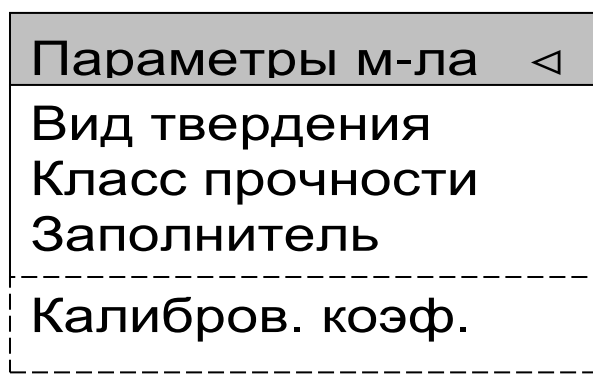 Параметры м-ла
Вид твердения
Класс прочности
Заполнитель
Калибров. коэф.